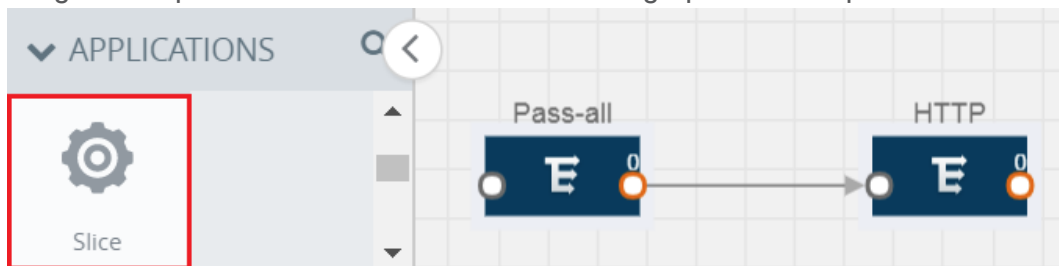 APPLICATIONS
Slice
Pass-all
0
HTTP
0